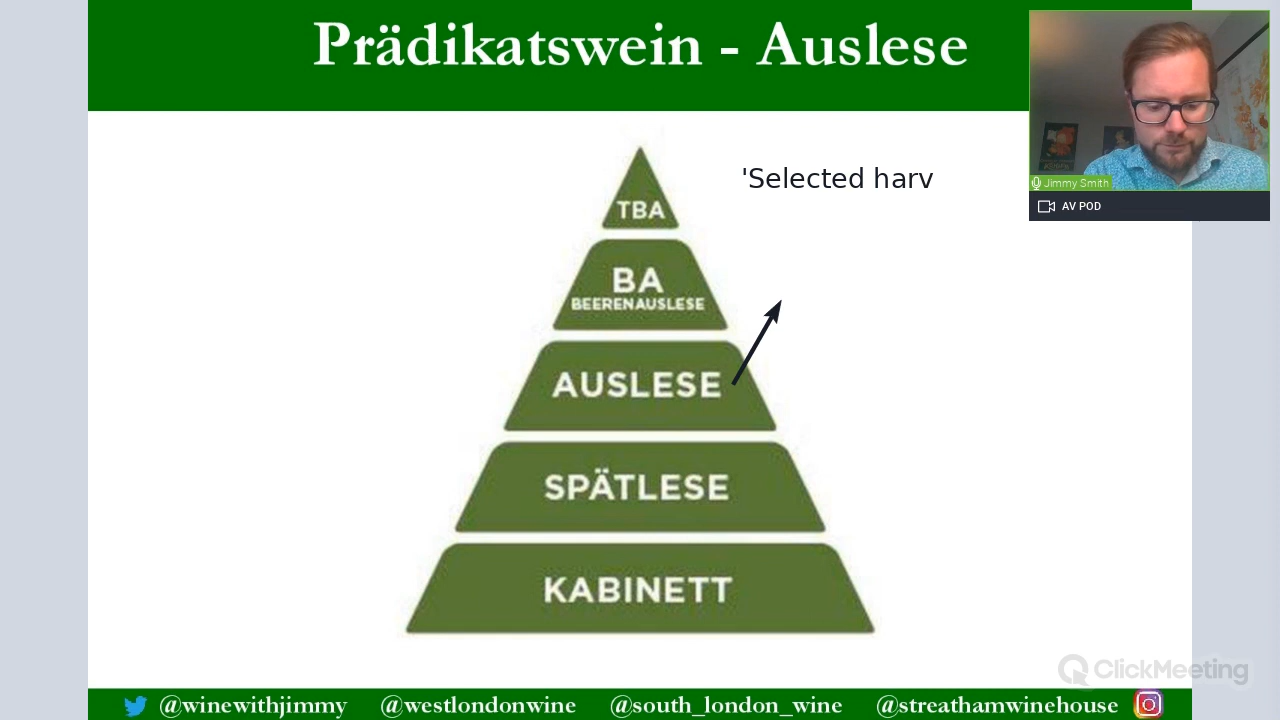 Prädikatswein - Auslese
'Selected harv
Jimmy Smith
AV POD
TBA
BA
BEERENAUSLESE
AUSLESE
SPÄTLESE
KABINETT
ClickMeeting
@winewithjimmy @westlondonwine @south_london_wine @streathamwinehouse